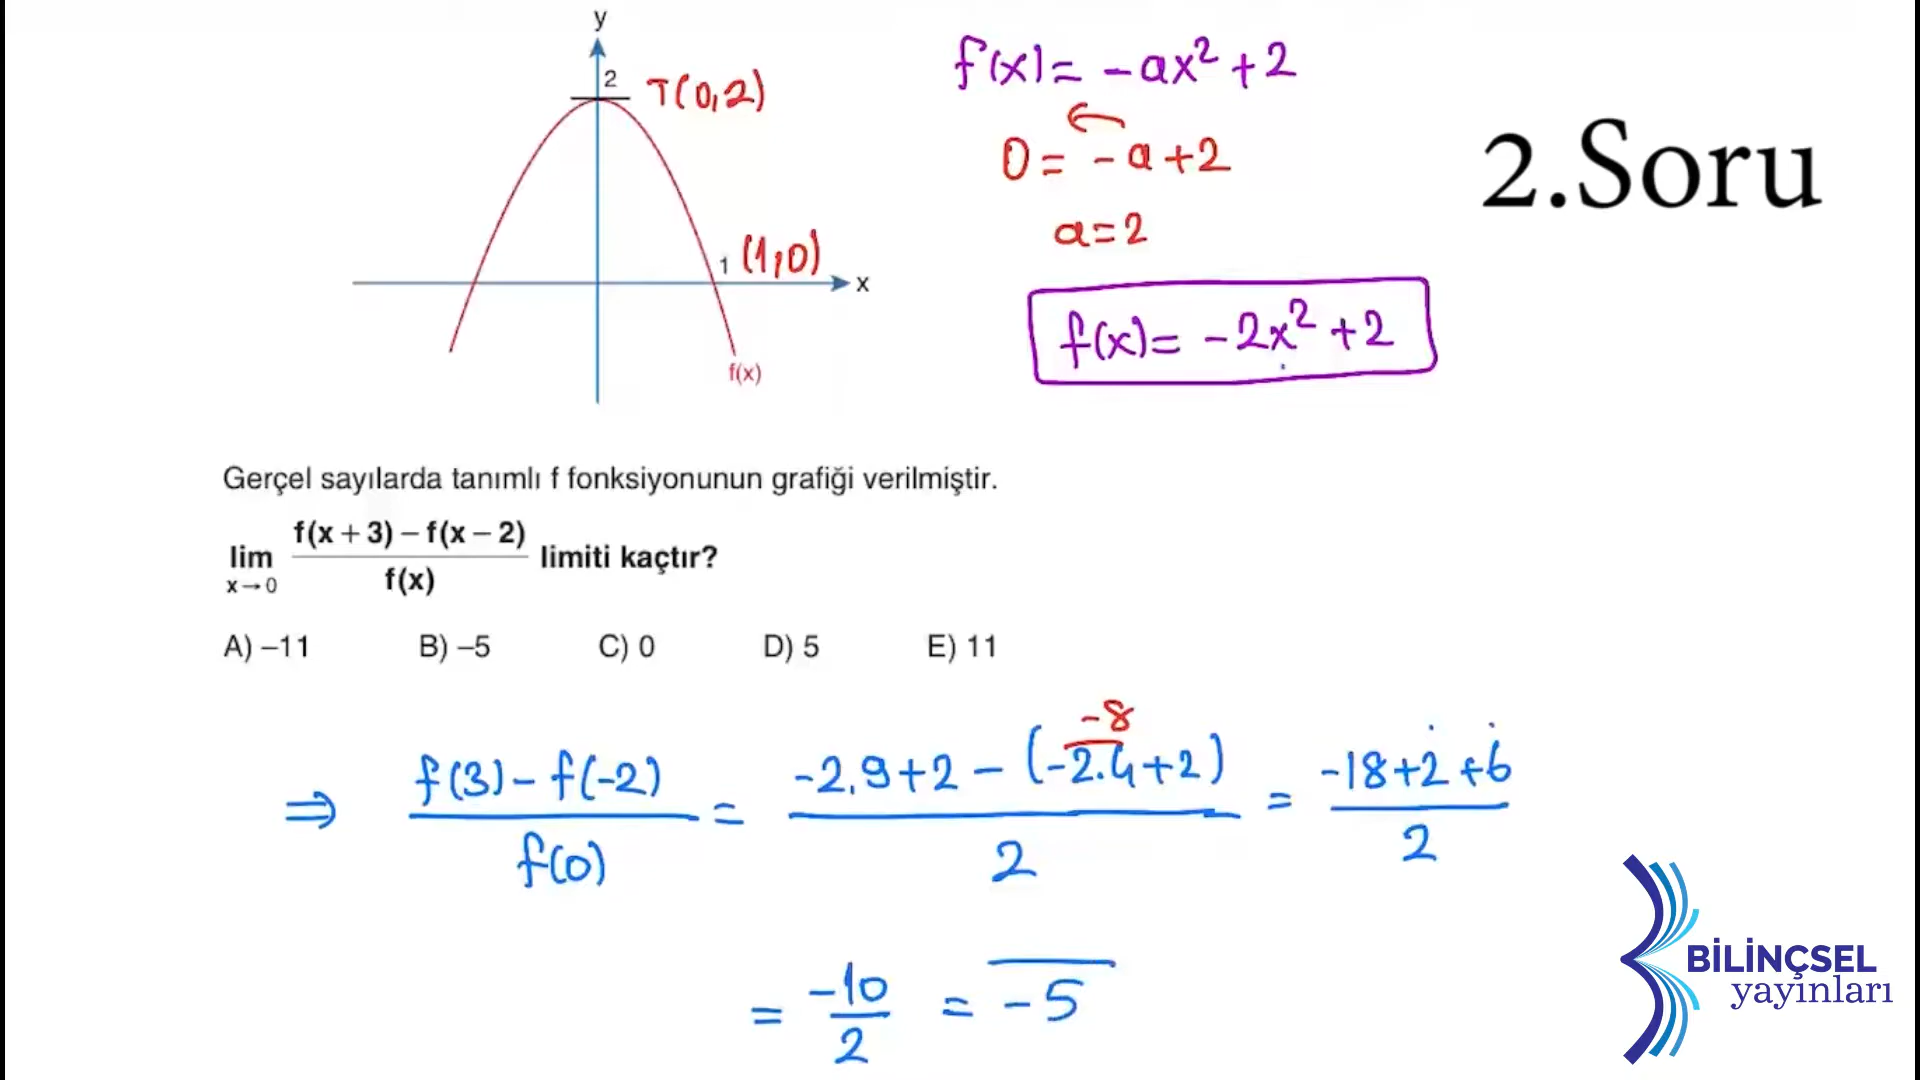 y
2 T(0,2)
1 (1,0)
x
f(x)
f(x) = -ax² + 2
0 = -a + 2
a = 2
f(x) = -2x² + 2
2.Soru
Gerçel sayılarda tanımlı f fonksiyonunun grafiği verilmiştir.
lim x→0 f(x + 3) – f(x – 2) / f(x) limiti kaçtır?
A) –11 B) –5 C) 0 D) 5 E) 11
-8
⇒ f(3) - f(-2) / f(0) = -2.9+2 - (-2.4+2) / 2 = -18+2+6 / 2
= -10 / 2 = -5
BİLİNÇSEL
yayınları